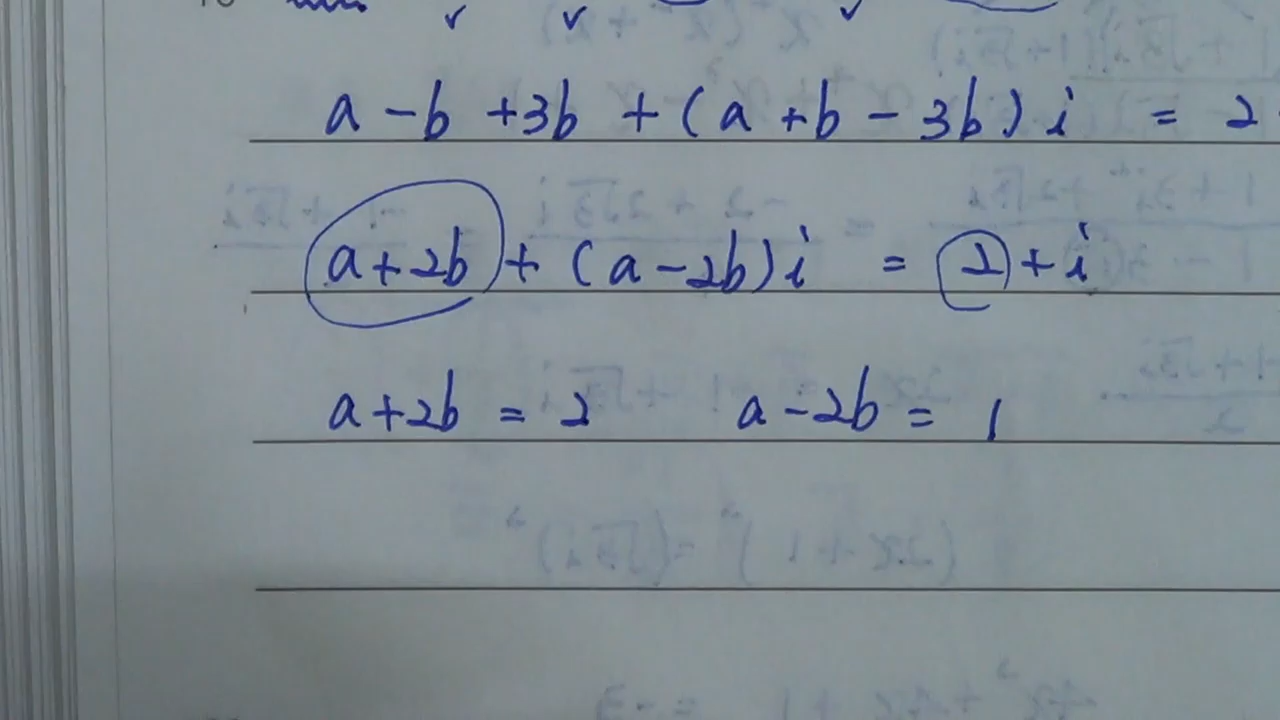 a - b + 3b + (a + b - 3b) i = 2
a + 2b + (a - 2b) i = 2 + i
a + 2b = 2 a - 2b = 1